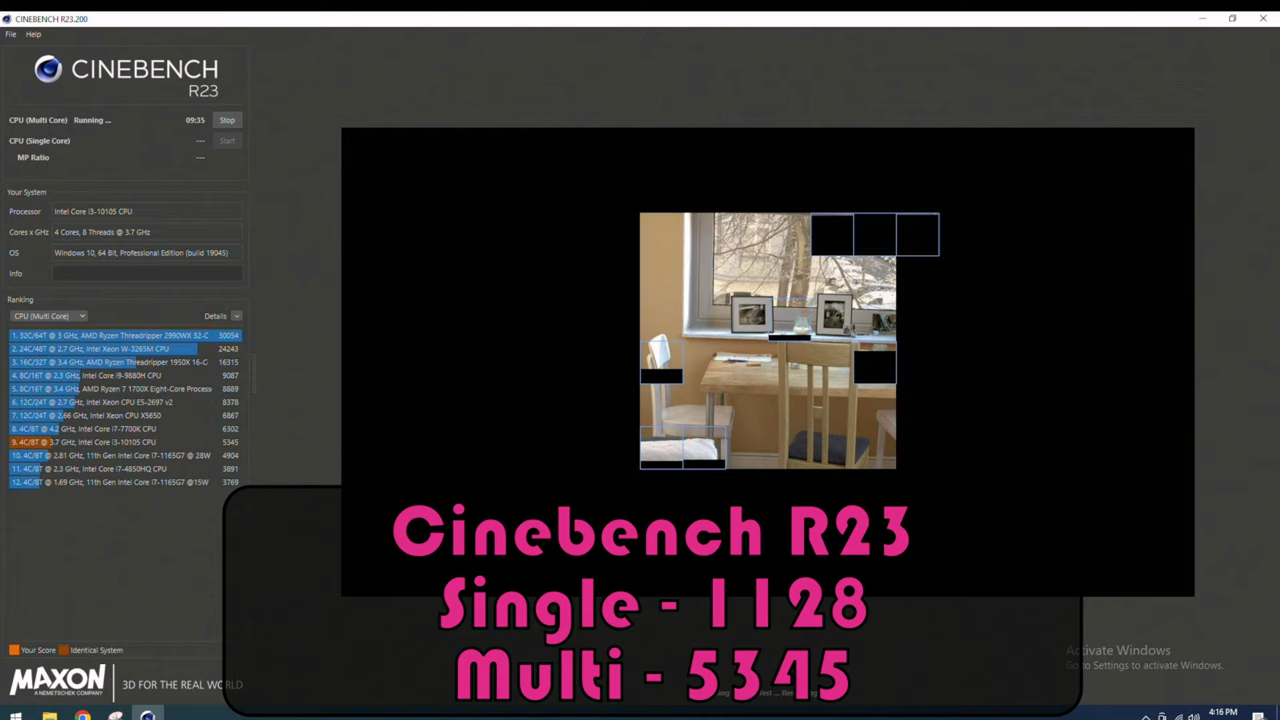 CINEBENCH R23.200
File Help
CINEBENCH
R23
CPU (Multi Core) Running ... 09:35 Stop
CPU (Single Core) --- Start
MP Ratio ---
Your System
Processor Intel Core i3-10105 CPU
Cores x GHz 4 Cores, 8 Threads @ 3.7 GHz
OS Windows 10, 64 Bit, Professional Edition (build 19045)
Info
Ranking
CPU (Multi Core) Details
1. 32C/64T @ 3 GHz, AMD Ryzen Threadripper 2990WX 32-C 30054
2. 24C/48T @ 2.7 GHz, Intel Xeon W-3265M CPU 24243
3. 16C/32T @ 3.4 GHz, AMD Ryzen Threadripper 1950X 16-C 16315
4. 8C/16T @ 2.3 GHz, Intel Core i9-9880H CPU 9087
5. 8C/16T @ 3.4 GHz, AMD Ryzen 7 1700X Eight-Core Process 8889
6. 12C/24T @ 2.7 GHz, Intel Xeon CPU E5-2697 v2 8378
7. 12C/24T @ 2.66 GHz, Intel Xeon CPU X5650 6867
8. 4C/8T @ 4.2 GHz, Intel Core i7-7700K CPU 6302
9. 4C/8T @ 3.7 GHz, Intel Core i3-10105 CPU 5345
10. 4C/8T @ 2.81 GHz, 11th Gen Intel Core i7-1165G7 @ 28W 4904
11. 4C/8T @ 2.3 GHz, Intel Core i7-4850HQ CPU 3891
12. 4C/8T @ 1.69 GHz, 11th Gen Intel Core i7-1165G7 @15W 3769
Cinebench R23
Single - 1128
Multi - 5345
Your Score Identical System
MAXON
A NEMETSCHEK COMPANY
3D FOR THE REAL WORLD
Activate Windows
Go to Settings to activate Windows.
4:16 PM